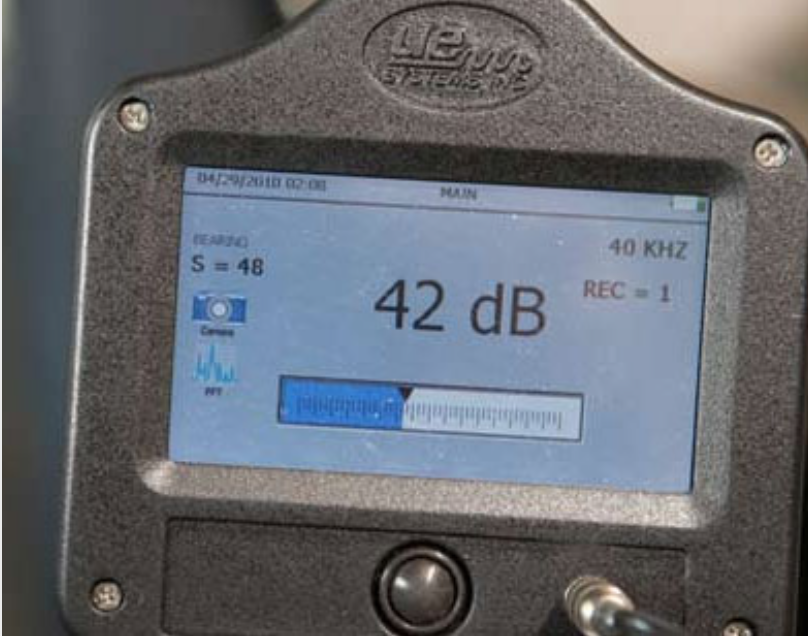 UE
SYSTEMS INC
04/29/2010 02:08
MAIN
BEARING
S = 48
40 KHZ
42 dB
REC = 1
Camera
FFT